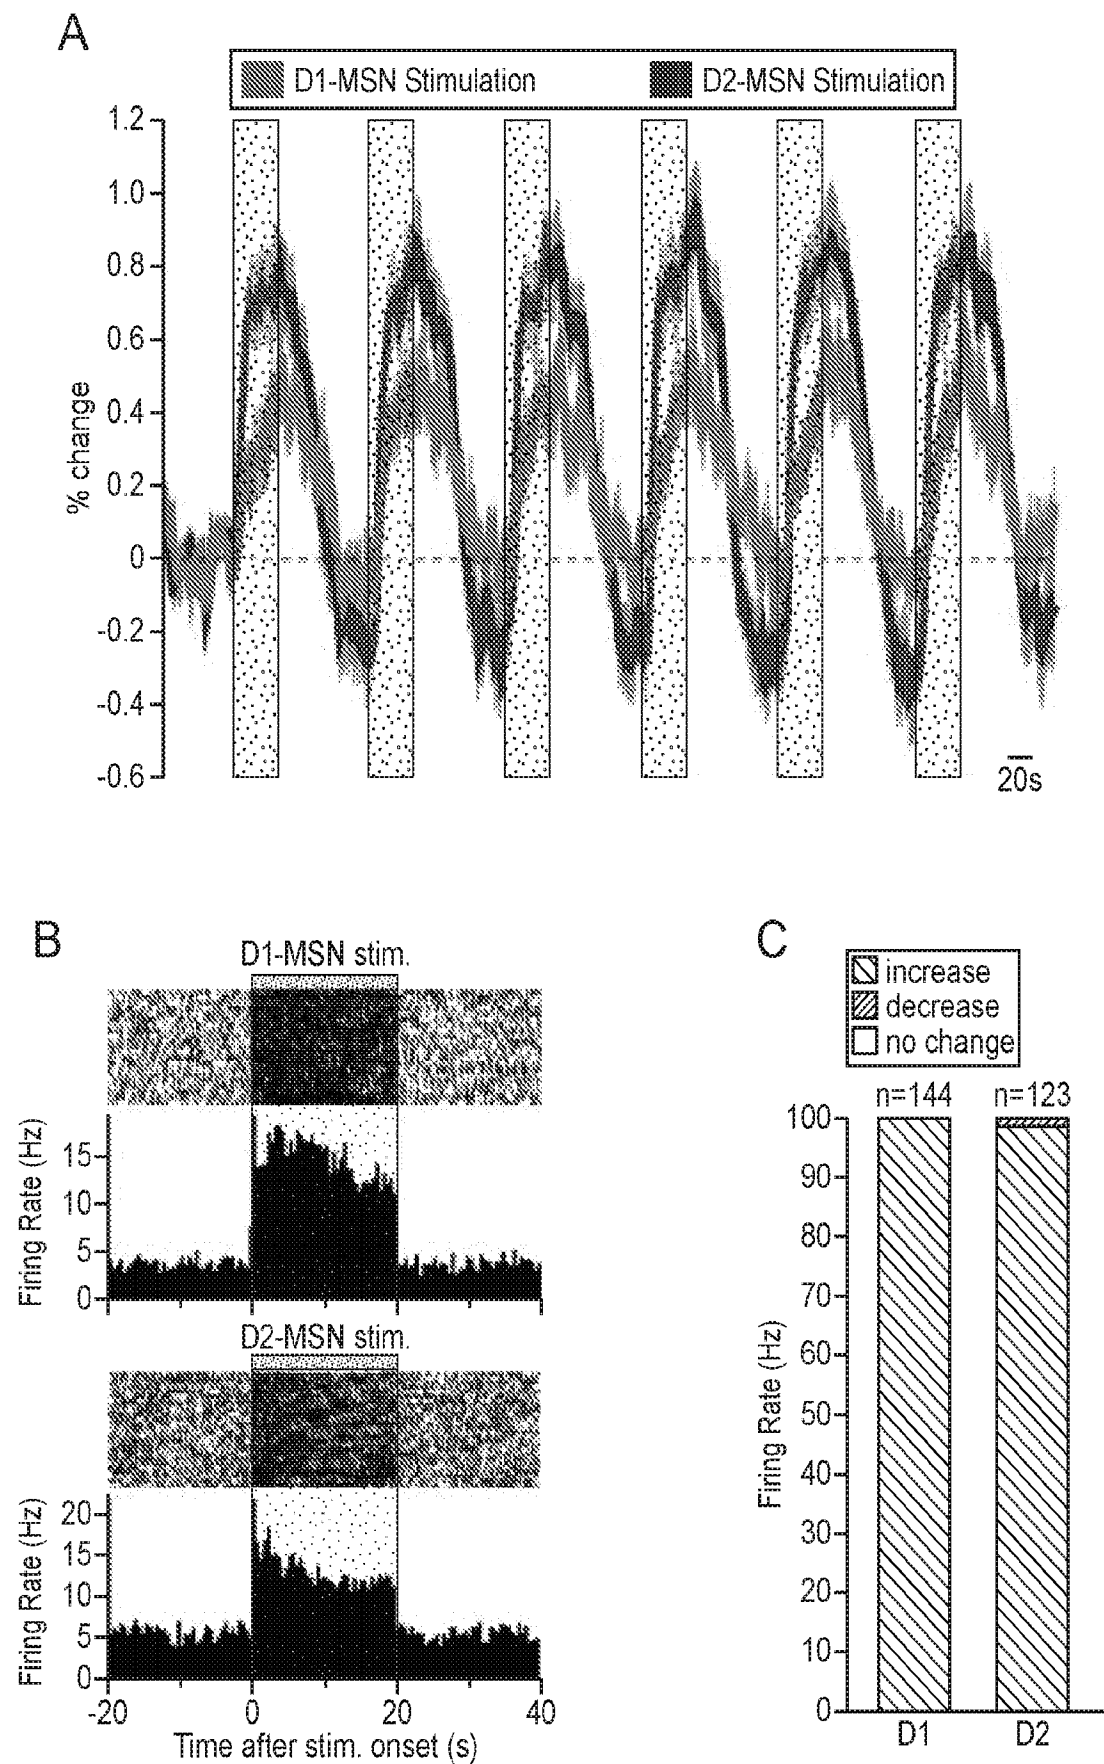 A
D1-MSN Stimulation D2-MSN Stimulation
1.2
1.0
0.8
0.6
0.4
0.2
0
-0.2
-0.4
-0.6
% change
20s
B
D1-MSN stim.
Firing Rate (Hz)
15
10
5
0
D2-MSN stim.
Firing Rate (Hz)
20
15
10
5
0
-20 0 20 40
Time after stim. onset (s)
C
increase
decrease
no change
n=144 n=123
100
90
80
70
60
50
40
30
20
10
0
Firing Rate (Hz)
D1 D2